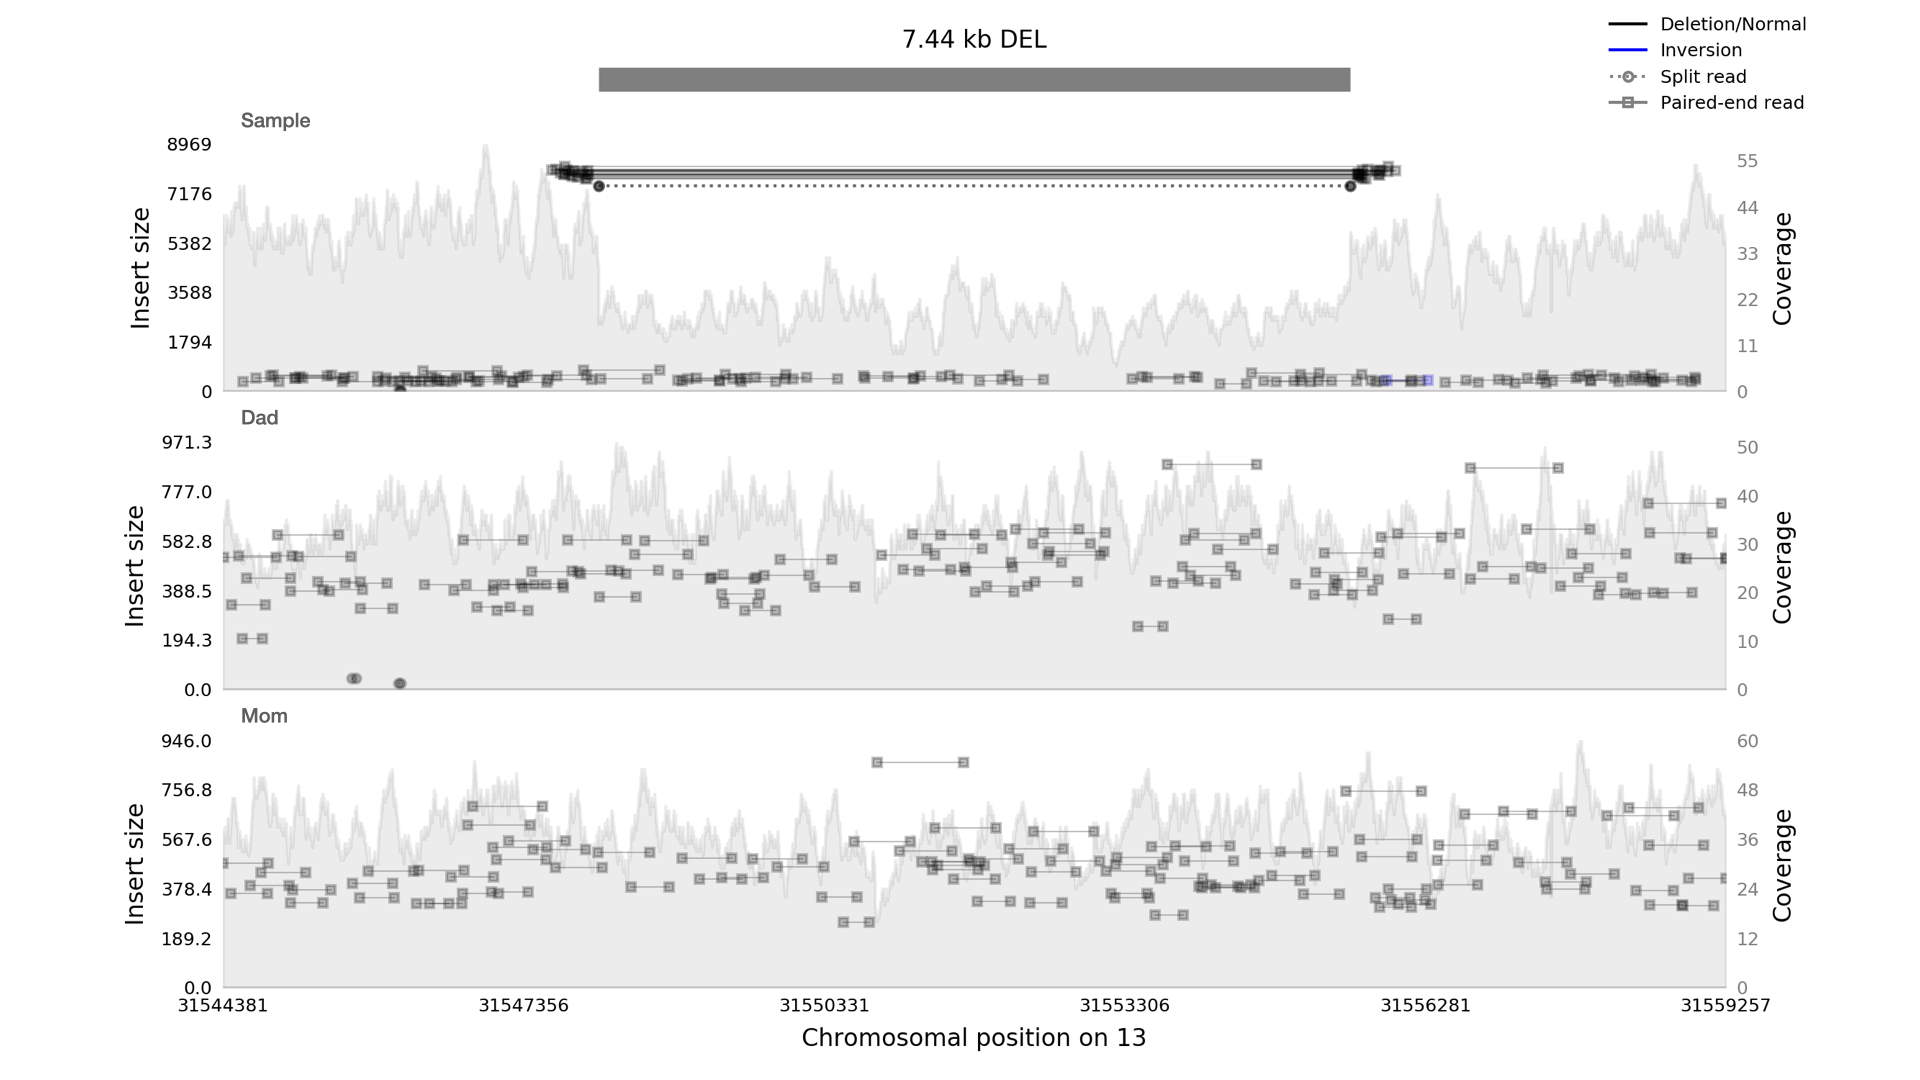 7.44 kb DEL
Deletion/Normal
Inversion
Split read
Paired-end read
Sample
8969
7176
5382
3588
1794
0
Insert size
55
44
33
22
11
0
Coverage
Dad
971.3
777.0
582.8
388.5
194.3
0.0
Insert size
50
40
30
20
10
0
Coverage
Mom
946.0
756.8
567.6
378.4
189.2
0.0
Insert size
60
48
36
24
12
0
Coverage
31544381 31547356 31550331 31553306 31556281 31559257
Chromosomal position on 13